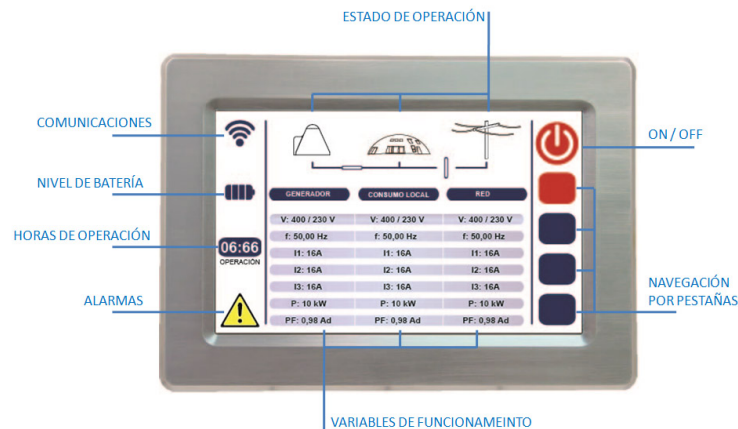 ESTADO DE OPERACIÓN
COMUNICACIONES
ON / OFF
NIVEL DE BATERÍA
GENERADOR
CONSUMO LOCAL
RED
V: 400 / 230 V
V: 400 / 230 V
V: 400 / 230 V
f: 50,00 Hz
f: 50,00 Hz
f: 50,00 Hz
HORAS DE OPERACIÓN
06:66
OPERACIÓN
I1: 16A
I1: 16A
I1: 16A
I2: 16A
I2: 16A
I2: 16A
I3: 16A
I3: 16A
I3: 16A
ALARMAS
P: 10 kW
P: 10 kW
P: 10 kW
PF: 0,98 Ad
PF: 0,98 Ad
PF: 0,98 Ad
NAVEGACIÓN
POR PESTAÑAS
VARIABLES DE FUNCIONAMEINTO